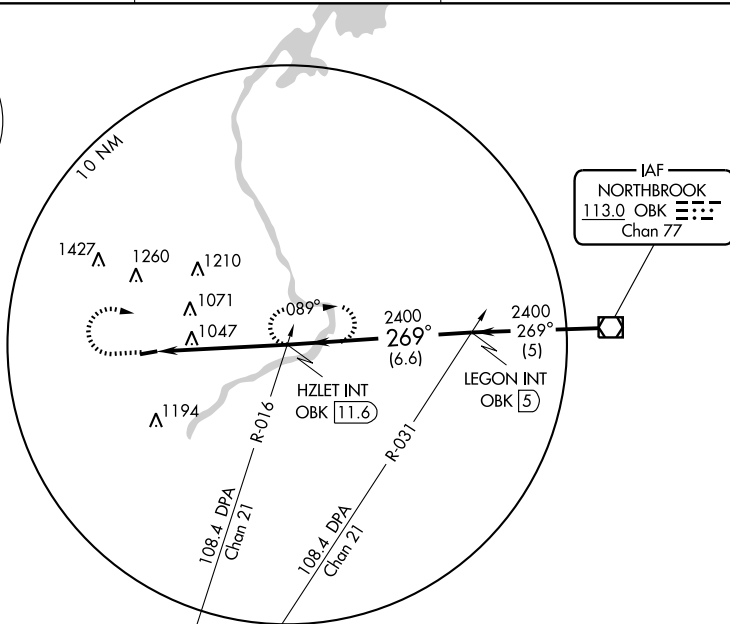 10 NM
IAF
NORTHBROOK
113.0 OBK
Chan 77
1427
1260
1210
1071
1047
1194
089°
2400
269°
(6.6)
2400
269°
(5)
HZLET INT
OBK 11.6
LEGON INT
OBK 5
R-016
R-031
108.4 DPA
Chan 21
108.4 DPA
Chan 21